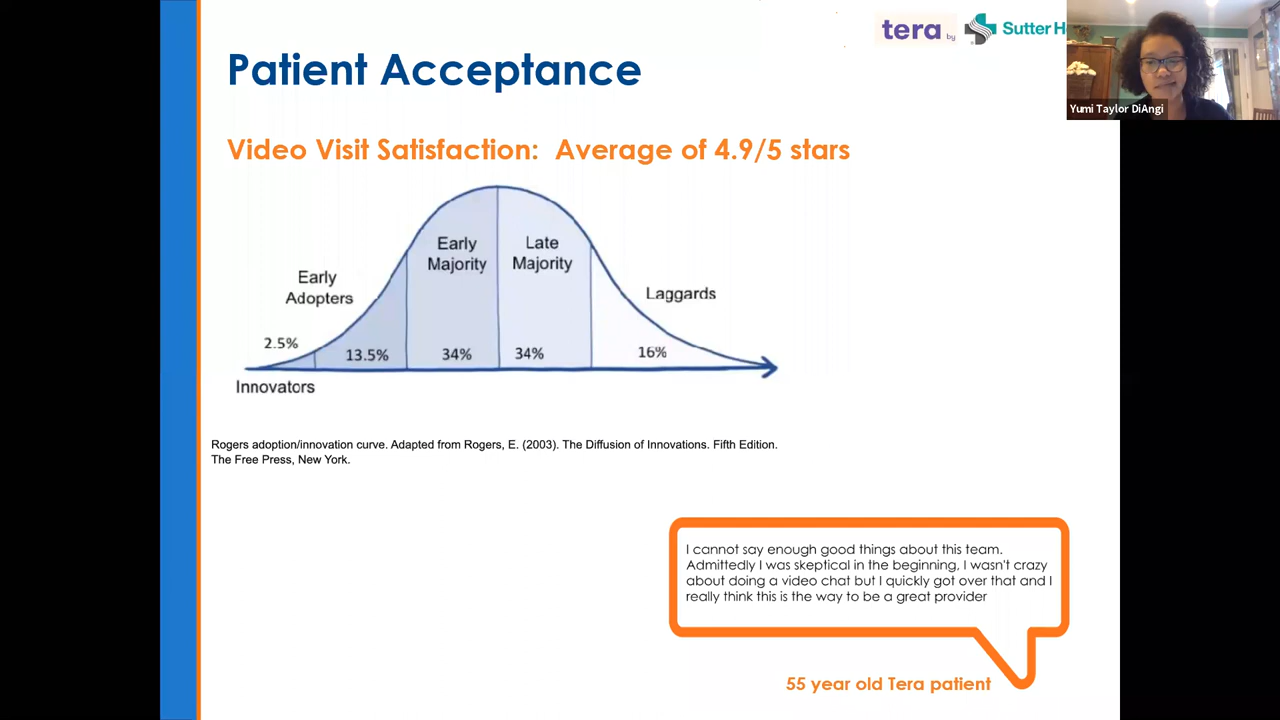 tera by Sutter H
Yumi Taylor DiAngi
Patient Acceptance
Video Visit Satisfaction: Average of 4.9/5 stars
Early
Adopters
Early
Majority
Late
Majority
Laggards
2.5%
13.5%
34%
34%
16%
Innovators
Rogers adoption/innovation curve. Adapted from Rogers, E. (2003). The Diffusion of Innovations. Fifth Edition.
The Free Press, New York.
I cannot say enough good things about this team.
Admittedly I was skeptical in the beginning, I wasn't crazy
about doing a video chat but I quickly got over that and I
really think this is the way to be a great provider
55 year old Tera patient